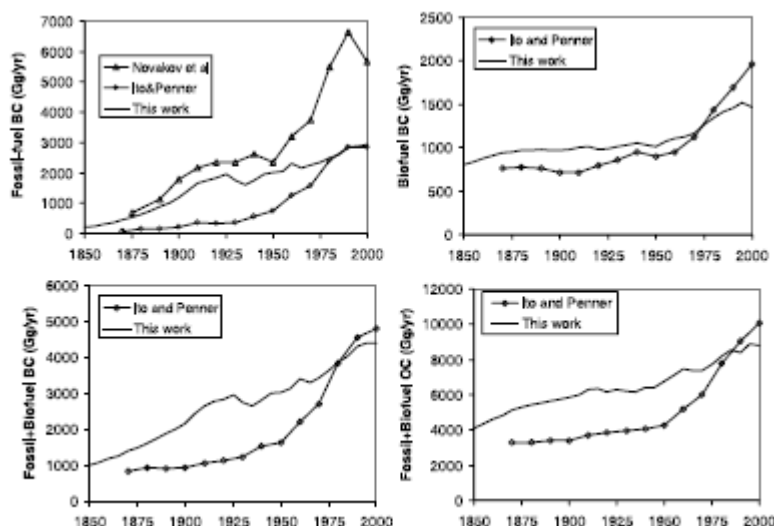 Fossil-fuel BC (Gg/yr)
7000
6000
5000
4000
3000
2000
1000
0
Novakov et al
Ito&Penner
This work
1850 1875 1900 1925 1950 1975 2000
Biofuel BC (Gg/yr)
2500
2000
1500
1000
500
0
Ito and Penner
This work
1850 1875 1900 1925 1950 1975 2000
Fossil+Biofuel BC (Gg/yr)
6000
5000
4000
3000
2000
1000
0
Ito and Penner
This work
1850 1875 1900 1925 1950 1975 2000
Fossil+Biofuel OC (Gg/yr)
12000
10000
8000
6000
4000
2000
0
Ito and Penner
This work
1850 1875 1900 1925 1950 1975 2000